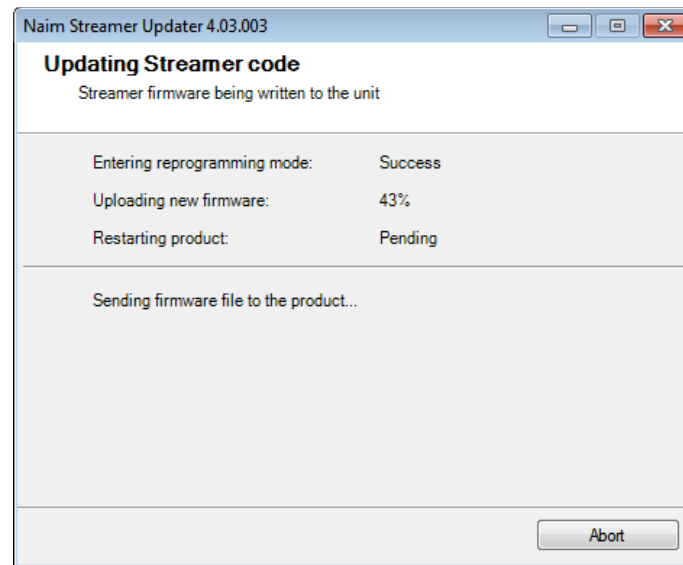 Naim Streamer Updater 4.03.003
Updating Streamer code
Streamer firmware being written to the unit
Entering reprogramming mode: Success
Uploading new firmware: 43%
Restarting product: Pending
Sending firmware file to the product...
Abort